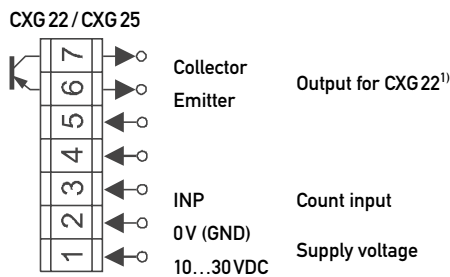 CXG 22 / CXG 25
7
Collector
Output for CXG 22¹⁾
6
Emitter
5
4
3
INP
Count input
2
0 V (GND)
Supply voltage
1
10...30 VDC